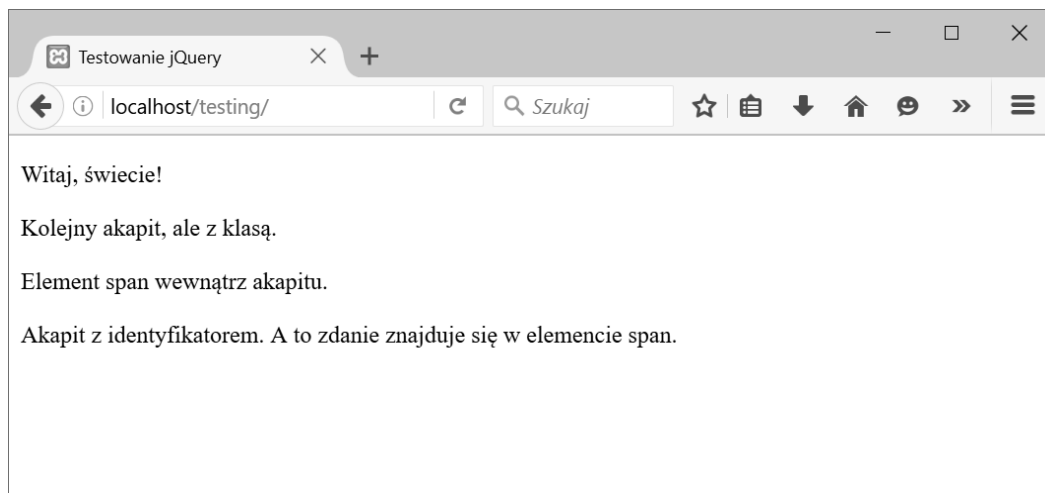 Testowanie jQuery
localhost/testing/
Szukaj
Witaj, świecie!
Kolejny akapit, ale z klasą.
Element span wewnątrz akapitu.
Akapit z identyfikatorem. A to zdanie znajduje się w elemencie span.